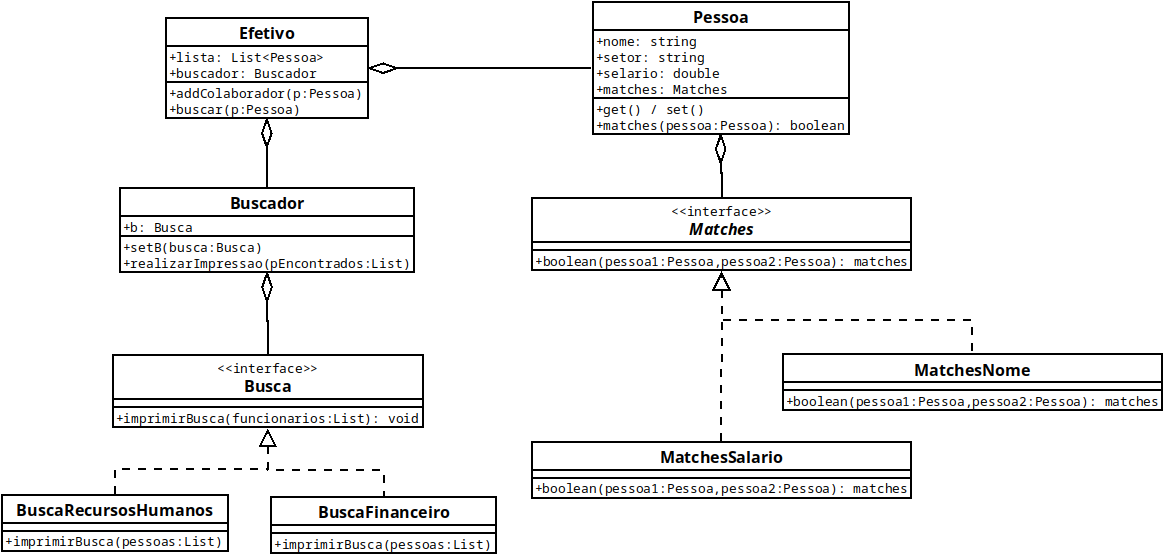 Efetivo
+lista: List<Pessoa>
+buscador: Buscador
+addColaborador(p:Pessoa)
+buscar(p:Pessoa)
Pessoa
+nome: string
+setor: string
+selario: double
+matches: Matches
+get() / set()
+matches(pessoa:Pessoa): boolean
Buscador
+b: Busca
+setB(busca:Busca)
+realizarImpressao(pEncontrados:List)
<<interface>>
Matches
+boolean(pessoa1:Pessoa,pessoa2:Pessoa): matches
<<interface>>
Busca
+imprimirBusca(funcionarios:List): void
MatchesNome
+boolean(pessoa1:Pessoa,pessoa2:Pessoa): matches
MatchesSalario
+boolean(pessoa1:Pessoa,pessoa2:Pessoa): matches
BuscaRecursosHumanos
+imprimirBusca(pessoas:List)
BuscaFinanceiro
+imprimirBusca(pessoas:List)